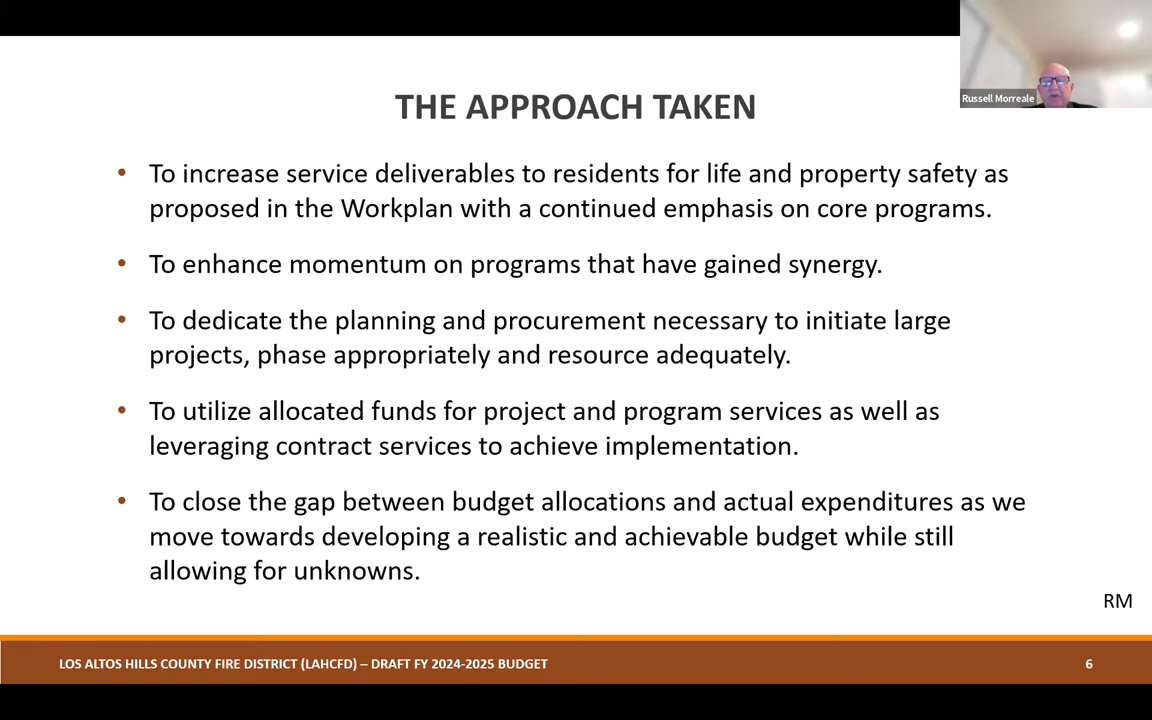 Russell Morreale
THE APPROACH TAKEN
• To increase service deliverables to residents for life and property safety as
proposed in the Workplan with a continued emphasis on core programs.
• To enhance momentum on programs that have gained synergy.
• To dedicate the planning and procurement necessary to initiate large
projects, phase appropriately and resource adequately.
• To utilize allocated funds for project and program services as well as
leveraging contract services to achieve implementation.
• To close the gap between budget allocations and actual expenditures as we
move towards developing a realistic and achievable budget while still
allowing for unknowns.
RM
LOS ALTOS HILLS COUNTY FIRE DISTRICT (LAHCFD) – DRAFT FY 2024-2025 BUDGET 6